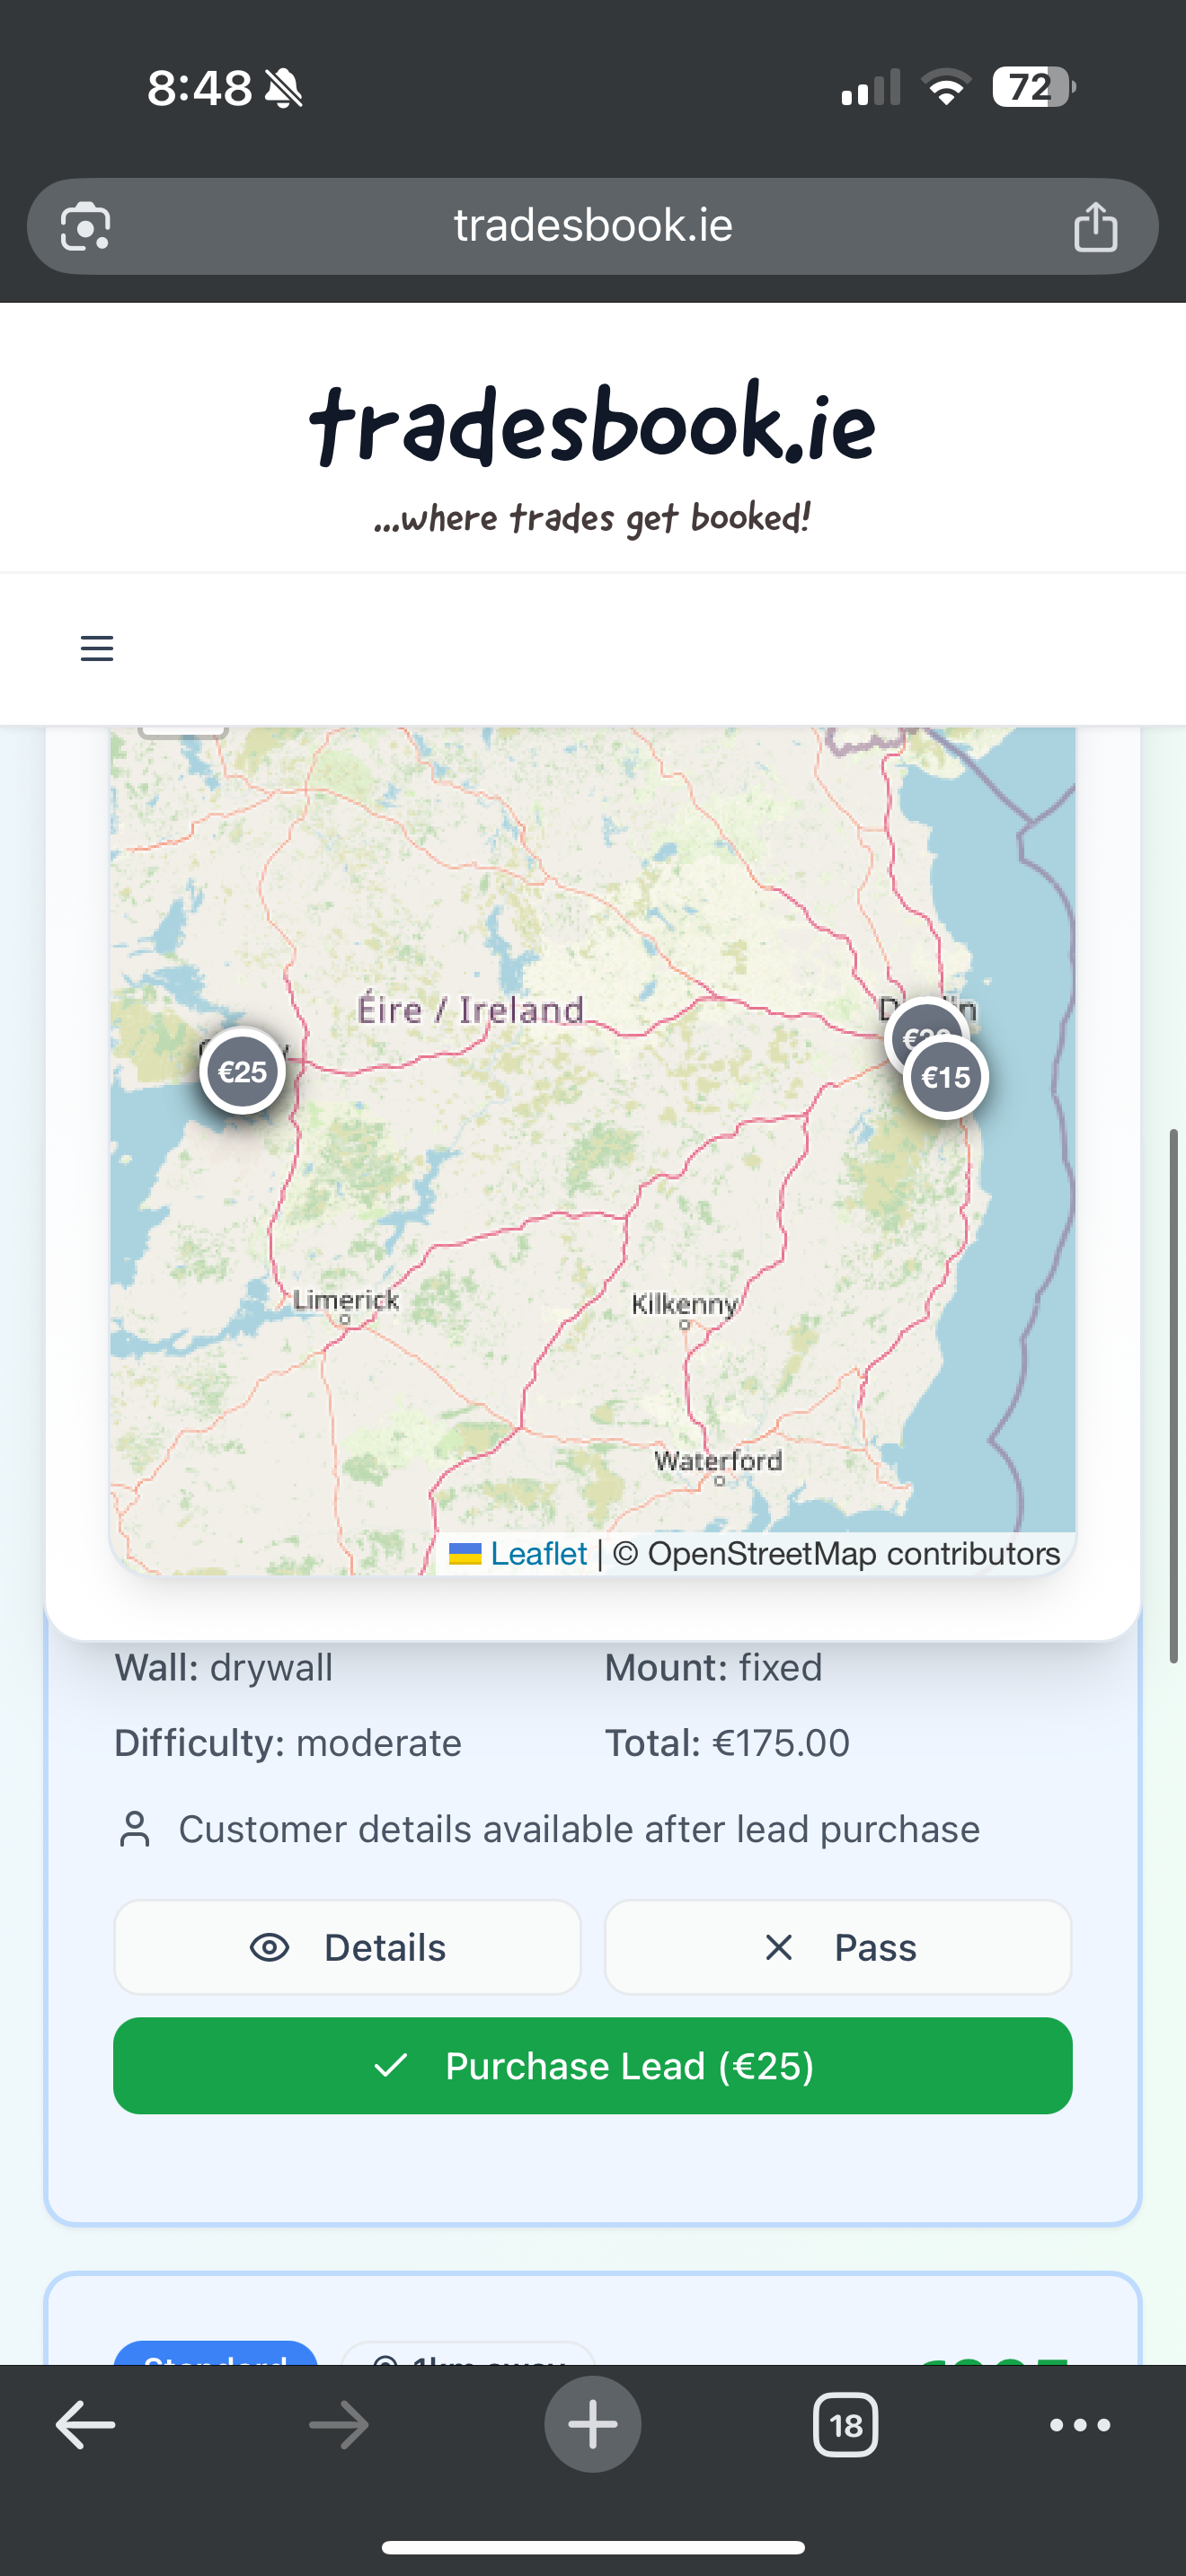 8:48
72
tradesbook.ie
tradesbook.ie
...where trades get booked!
Éire / Ireland
€25
€15
Limerick
Kilkenny
Waterford
Leaflet | © OpenStreetMap contributors
Wall: drywall Mount: fixed
Difficulty: moderate Total: €175.00
Customer details available after lead purchase
Details Pass
Purchase Lead (€25)
18